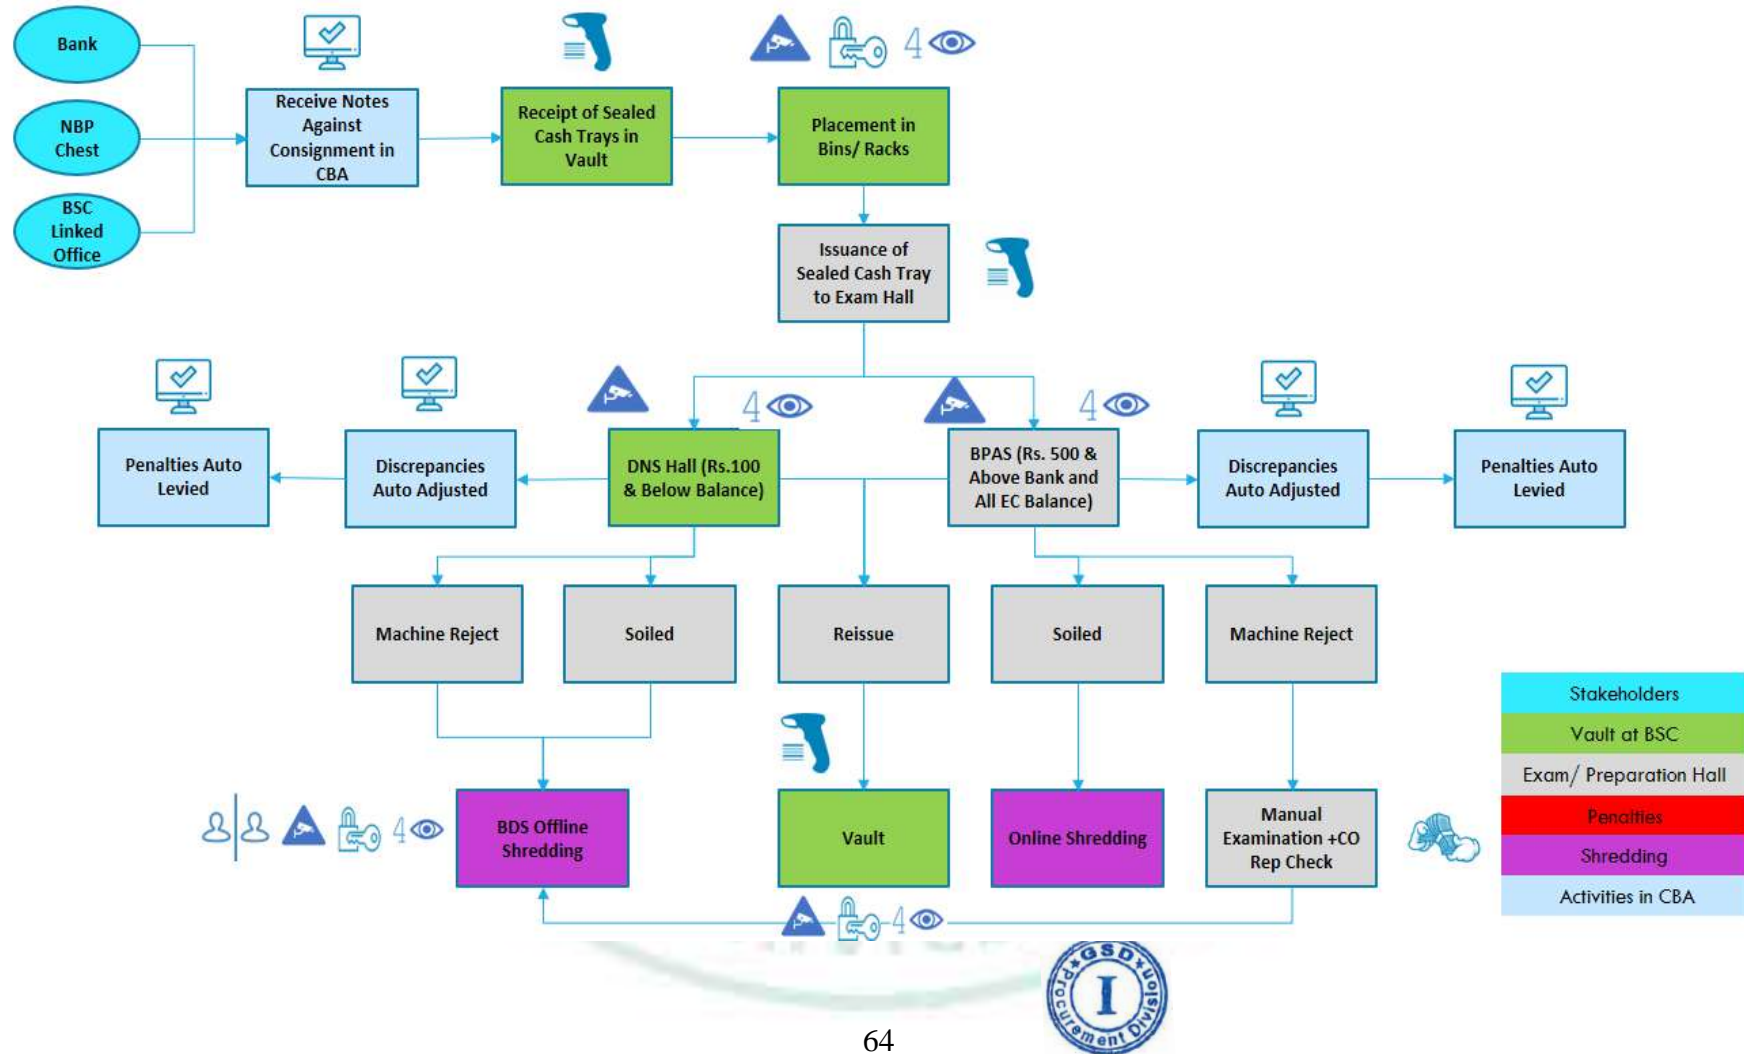 Bank
NBP
Chest
BSC
Linked
Office
Receive Notes
Against
Consignment in
CBA
Receipt of Sealed
Cash Trays in
Vault
4
Placement in
Bins/ Racks
Issuance of
Sealed Cash Tray
to Exam Hall
4
4
Penalties Auto
Levied
Discrepancies
Auto Adjusted
DNS Hall (Rs.100
& Below Balance)
BPAS (Rs. 500 &
Above Bank and
All EC Balance)
Discrepancies
Auto Adjusted
Penalties Auto
Levied
Machine Reject
Soiled
Reissue
Soiled
Machine Reject
4
BDS Offline
Shredding
Vault
Online Shredding
Manual
Examination +CO
Rep Check
4
Stakeholders
Vault at BSC
Exam/ Preparation Hall
Penalties
Shredding
Activities in CBA
GSD
Procurement Division
I
64